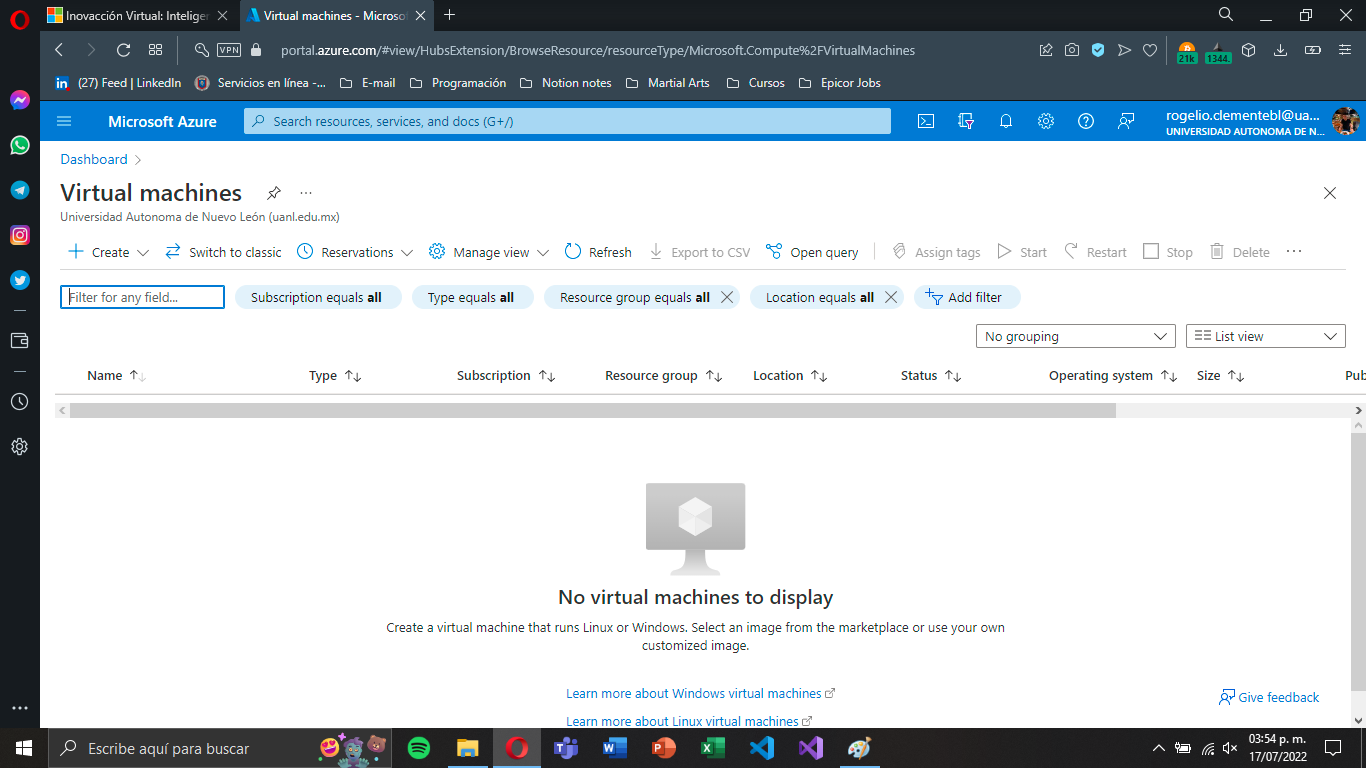 Inovacción Virtual: Inteligen
Virtual machines - Microso
VPN
portal.azure.com/#view/HubsExtension/BrowseResource/resourceType/Microsoft.Compute%2FVirtualMachines
21k
1344.
(27) Feed | LinkedIn
Servicios en línea -...
E-mail
Programación
Notion notes
Martial Arts
Cursos
Epicor Jobs
Microsoft Azure
Search resources, services, and docs (G+/)
rogelio.clementebl@ua...
UNIVERSIDAD AUTONOMA DE N...
Dashboard
Virtual machines
Universidad Autonoma de Nuevo León (uanl.edu.mx)
Create
Switch to classic
Reservations
Manage view
Refresh
Export to CSV
Open query
Assign tags
Start
Restart
Stop
Delete
Filter for any field...
Subscription equals all
Type equals all
Resource group equals all
Location equals all
Add filter
No grouping
List view
Name
Type
Subscription
Resource group
Location
Status
Operating system
Size
Pub
No virtual machines to display
Create a virtual machine that runs Linux or Windows. Select an image from the marketplace or use your own
customized image.
Learn more about Windows virtual machines
Give feedback
Learn more about Linux virtual machines
Escribe aquí para buscar
03:54 p. m.
17/07/2022